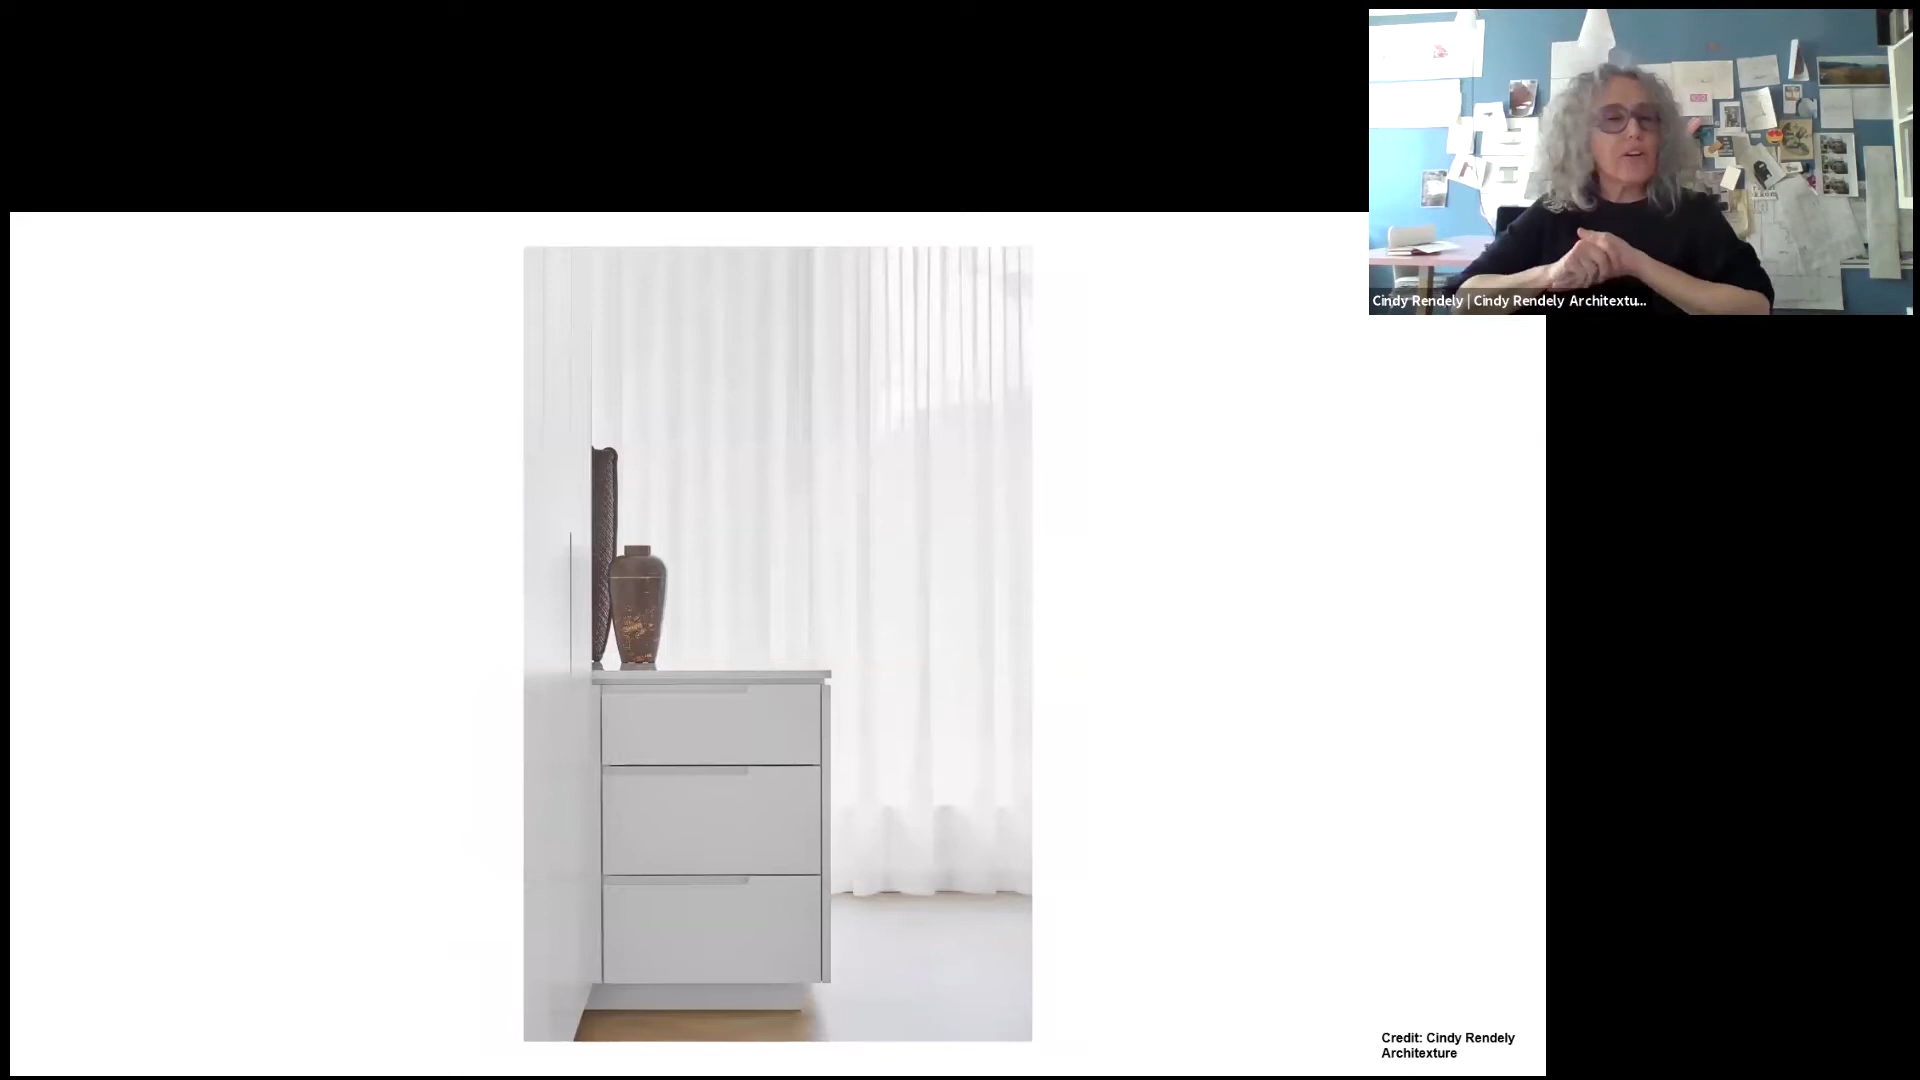 Cindy Rendely | Cindy Rendely Architextu...
Credit: Cindy Rendely
Architexture